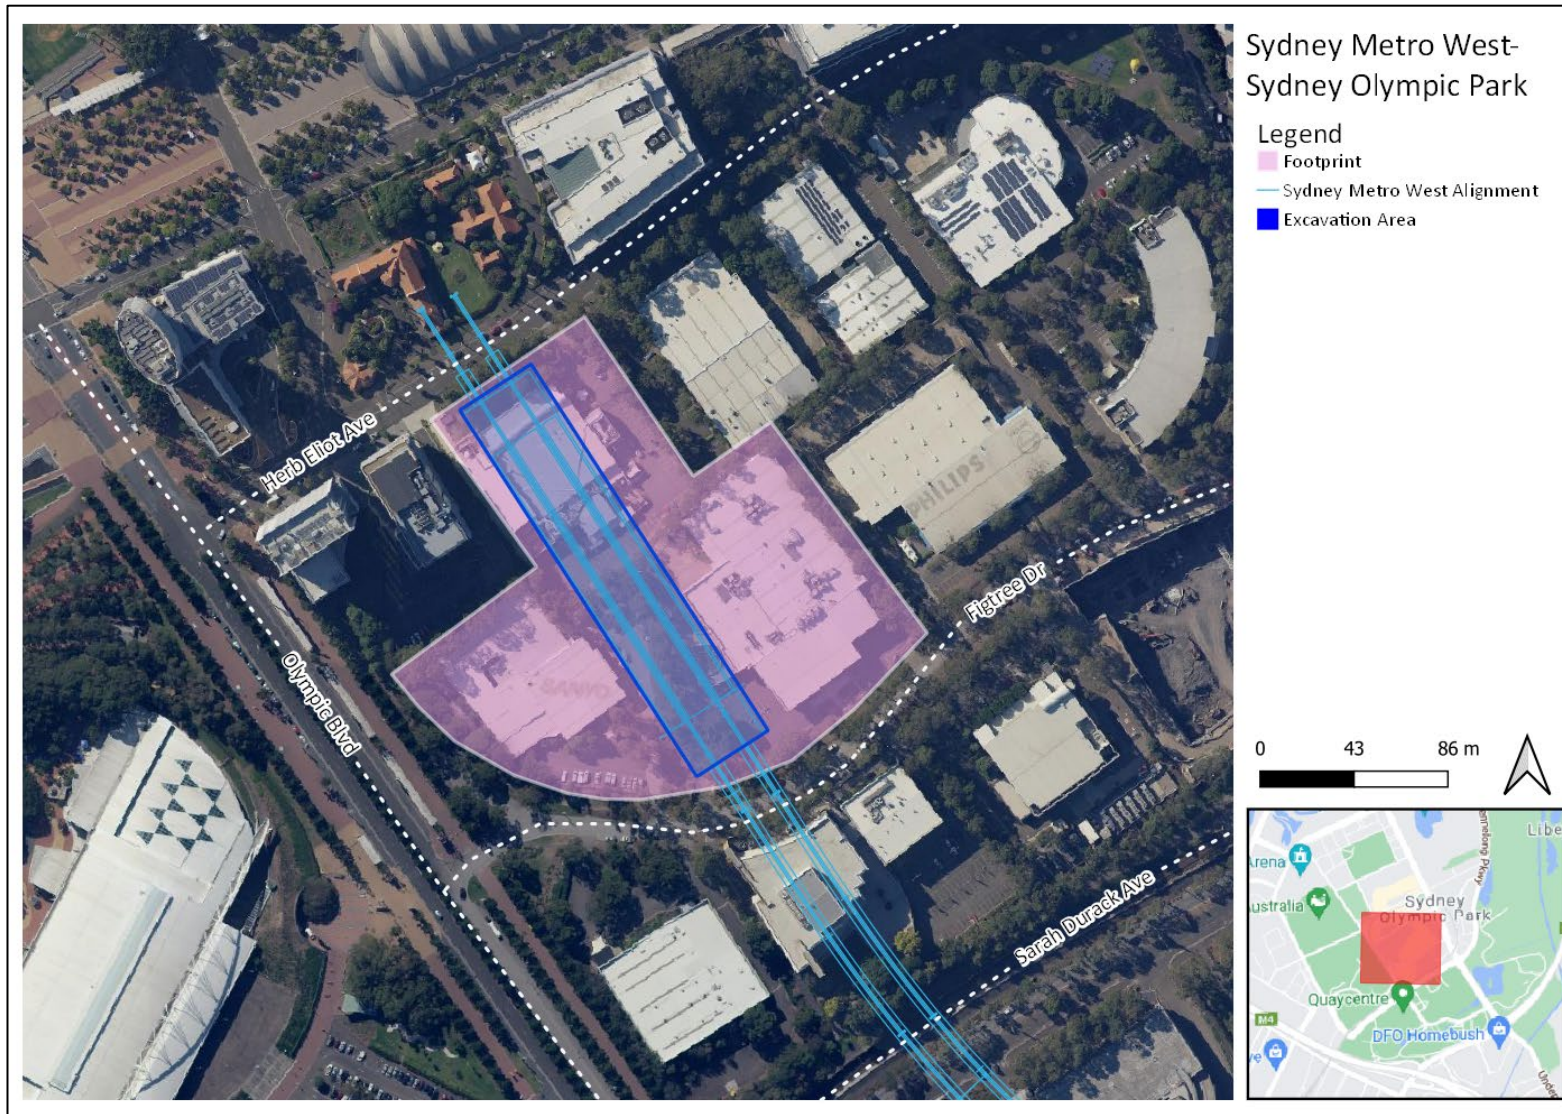 Sydney Metro West-
Sydney Olympic Park
Legend
Footprint
Sydney Metro West Alignment
Excavation Area
Herb Eliot Ave
PHILIPS
Figtree Dr
SANYO
Olympic Blvd
Sarah Durack Ave
0 43 86 m
Arena
Australia
Sydney
Olympic Park
Quaycentre
M4
DFO Homebush